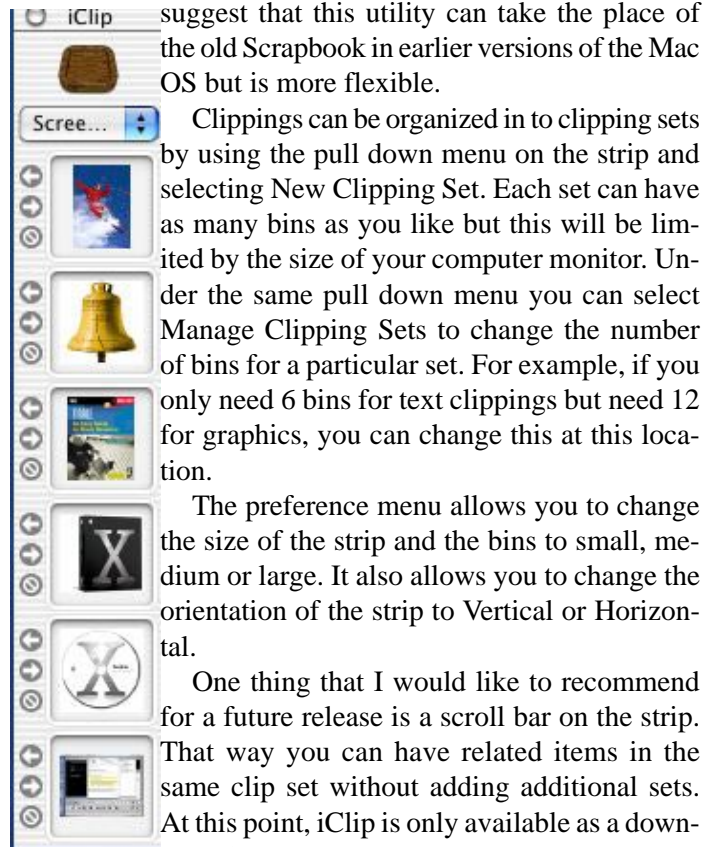 iClip
Scree...
X
X
suggest that this utility can take the place of
the old Scrapbook in earlier versions of the Mac
OS but is more flexible.
Clippings can be organized in to clipping sets
by using the pull down menu on the strip and
selecting New Clipping Set. Each set can have
as many bins as you like but this will be lim-
ited by the size of your computer monitor. Un-
der the same pull down menu you can select
Manage Clipping Sets to change the number
of bins for a particular set. For example, if you
only need 6 bins for text clippings but need 12
for graphics, you can change this at this loca-
tion.
The preference menu allows you to change
the size of the strip and the bins to small, me-
dium or large. It also allows you to change the
orientation of the strip to Vertical or Horizon-
tal.
One thing that I would like to recommend
for a future release is a scroll bar on the strip.
That way you can have related items in the
same clip set without adding additional sets.
At this point, iClip is only available as a down-